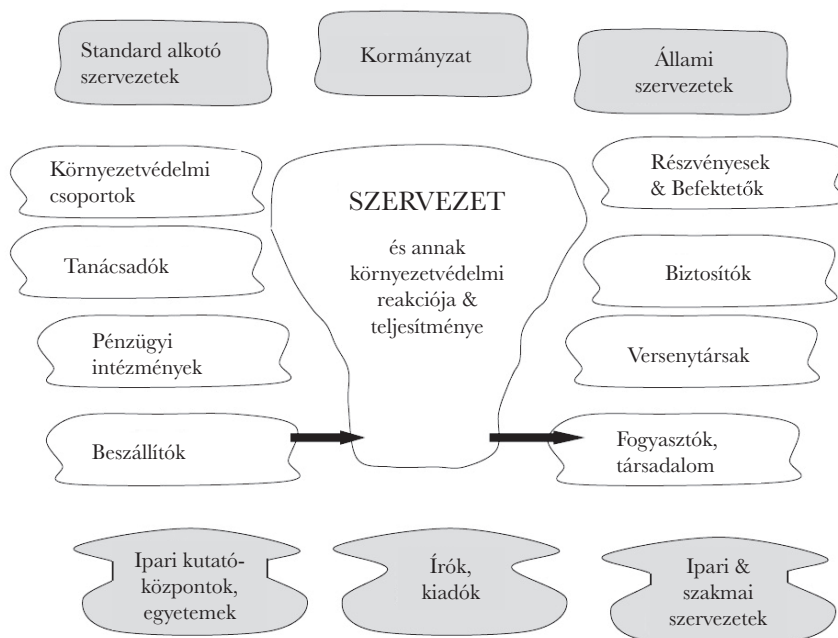 Standard alkotó
szervezetek
Kormányzat
Állami
szervezetek
Környezetvédelmi
csoportok
SZERVEZET
és annak
környezetvédelmi
reakciója &
teljesítménye
Részvényesek
& Befektetők
Tanácsadók
Biztosítók
Pénzügyi
intézmények
Versenytársak
Beszállítók
Fogyasztók,
társadalom
Ipari kutató-
központok,
egyetemek
Írók,
kiadók
Ipari &
szakmai
szervezetek